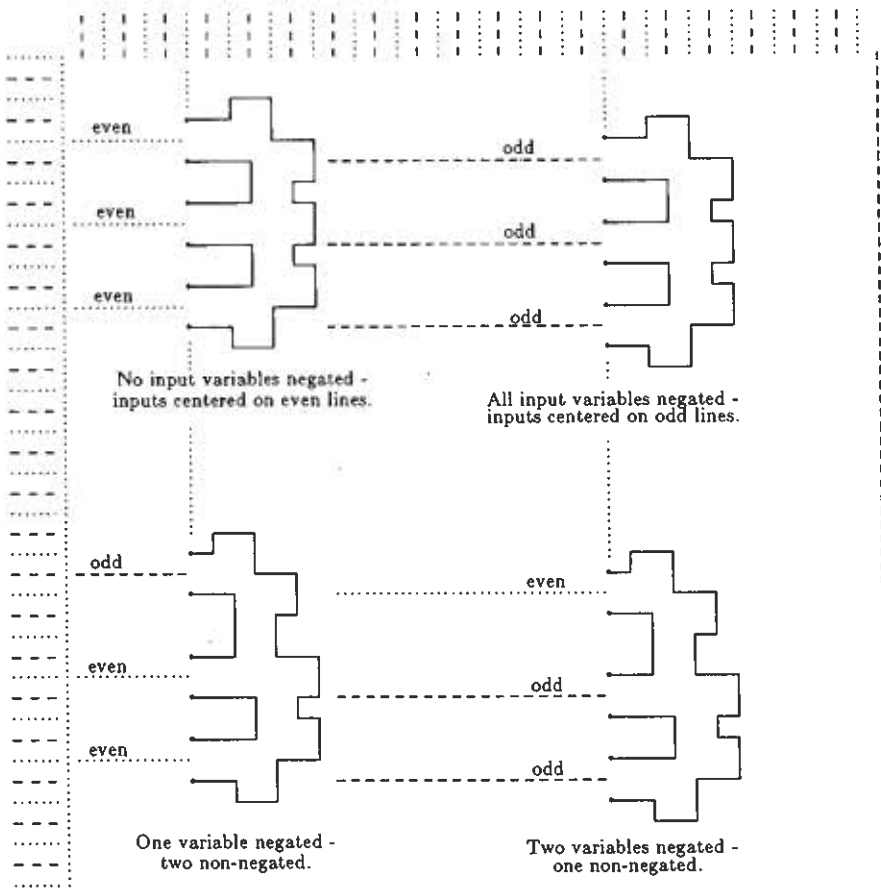 even
odd
even
odd
even
odd
No input variables negated -
inputs centered on even lines.
All input variables negated -
inputs centered on odd lines.
odd
even
even
odd
even
odd
One variable negated -
two non-negated.
Two variables negated -
one non-negated.